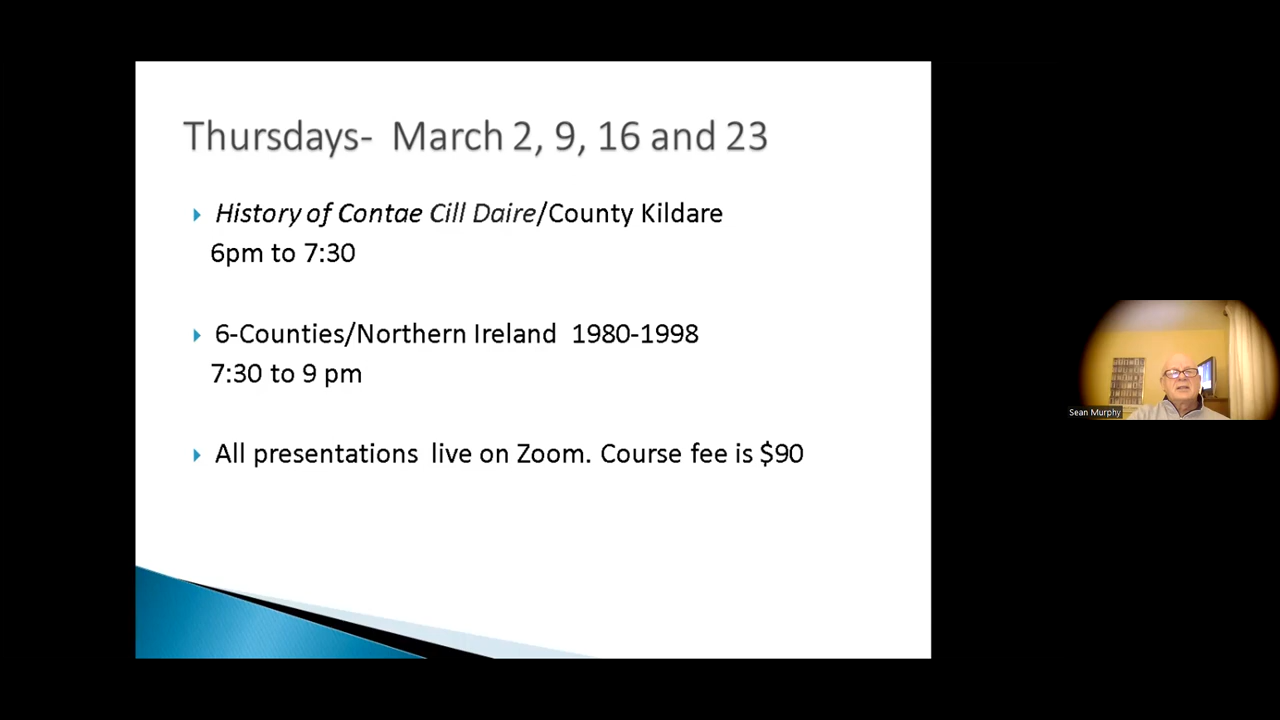 Thursdays- March 2, 9, 16 and 23
History of Contae Cill Daire/County Kildare
6pm to 7:30
6-Counties/Northern Ireland 1980-1998
7:30 to 9 pm
All presentations live on Zoom. Course fee is $90
Sean Murphy